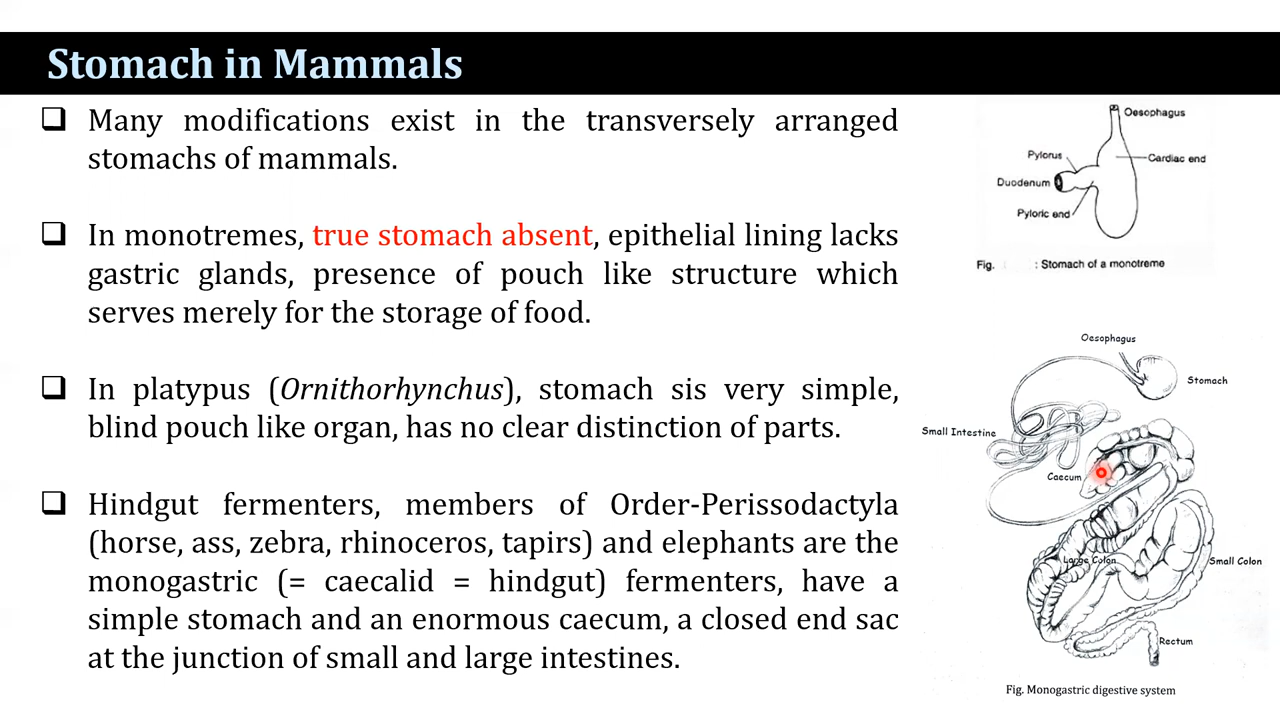 Stomach in Mammals
Many modifications exist in the transversely arranged
stomachs of mammals.
In monotremes, true stomach absent, epithelial lining lacks
gastric glands, presence of pouch like structure which
serves merely for the storage of food.
In platypus (Ornithorhynchus), stomach sis very simple,
blind pouch like organ, has no clear distinction of parts.
Hindgut fermenters, members of Order-Perissodactyla
(horse, ass, zebra, rhinoceros, tapirs) and elephants are the
monogastric (= caecalid = hindgut) fermenters, have a
simple stomach and an enormous caecum, a closed end sac
at the junction of small and large intestines.
Oesophagus
Pylorus
Cardiac end
Duodenum
Pyloric end
Fig. : Stomach of a monotreme
Oesophagus
Stomach
Small Intestine
Caecum
Large Colon
Small Colon
Rectum
Fig. Monogastric digestive system